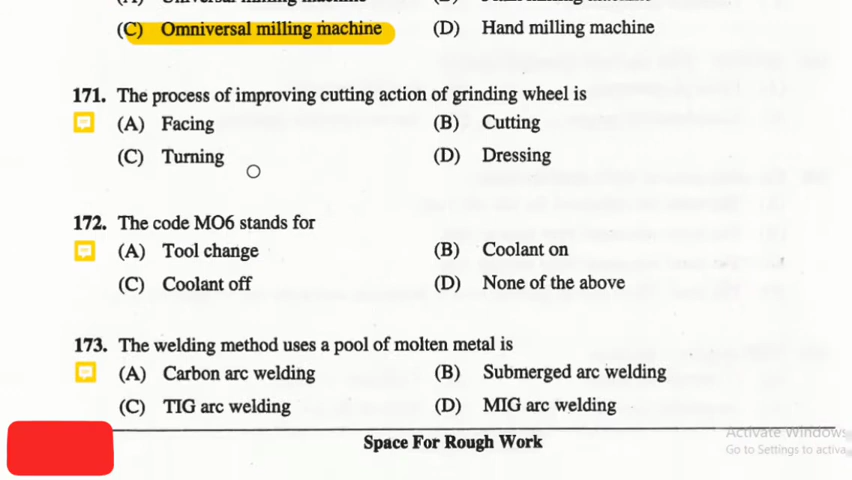 (C) Omniversal milling machine (D) Hand milling machine
171. The process of improving cutting action of grinding wheel is
(A) Facing (B) Cutting
(C) Turning (D) Dressing
172. The code MO6 stands for
(A) Tool change (B) Coolant on
(C) Coolant off (D) None of the above
173. The welding method uses a pool of molten metal is
(A) Carbon arc welding (B) Submerged arc welding
(C) TIG arc welding (D) MIG arc welding
Space For Rough Work
Activate Windows
Go to Settings to activa